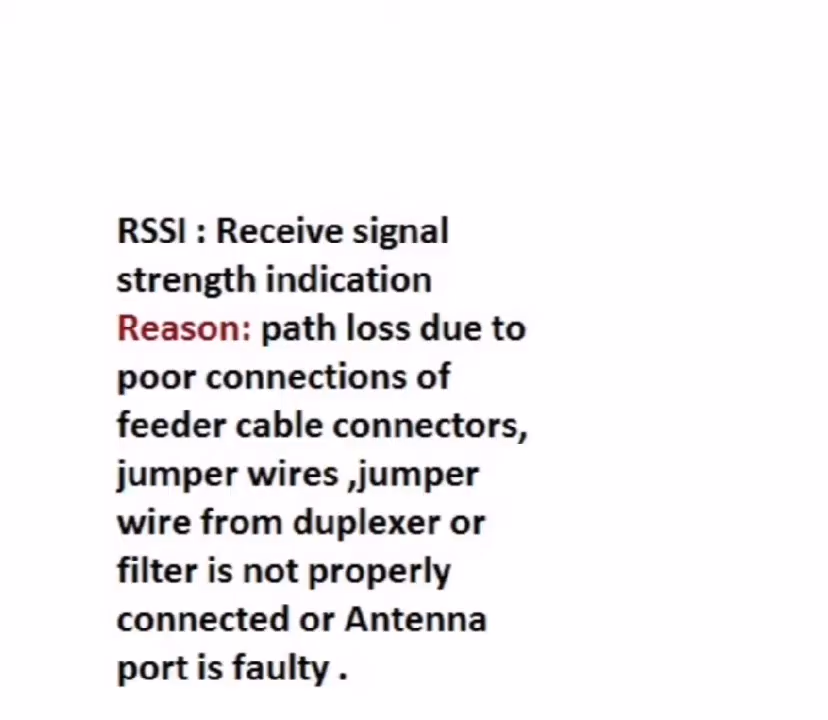 RSSI : Receive signal
strength indication
Reason: path loss due to
poor connections of
feeder cable connectors,
jumper wires ,jumper
wire from duplexer or
filter is not properly
connected or Antenna
port is faulty .